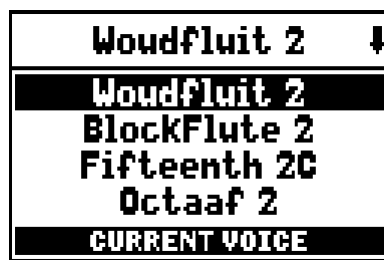 Woudfluit 2 ⬇
Woudfluit 2
BlockFlute 2
Fifteenth 2C
Octaaf 2
CURRENT VOICE